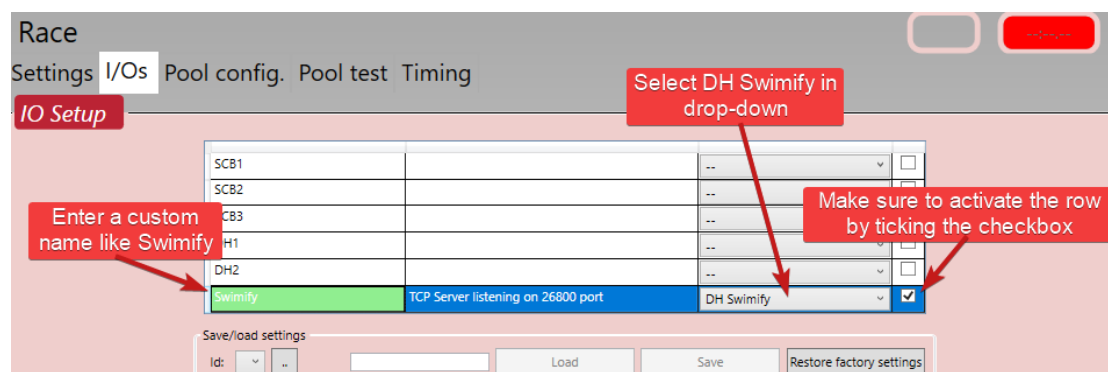 Race
--:--.--
Settings I/Os Pool config. Pool test Timing
Select DH Swimify in
drop-down
IO Setup
SCB1 --
SCB2 --
CB3 --
Make sure to activate the row
by ticking the checkbox
Enter a custom
name like Swimify
H1 --
DH2 --
Swimify TCP Server listening on 26800 port DH Swimify
Save/load settings
Id: .. Load Save Restore factory settings